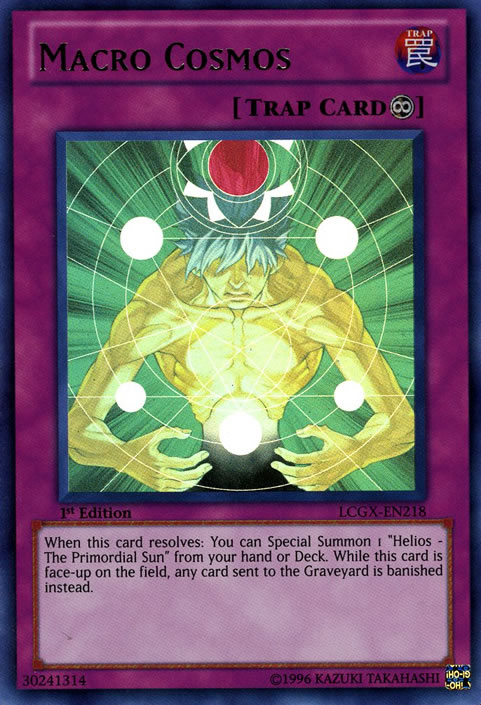 MACRO COSMOS
TRAP
罠
[TRAP CARD∞]
1st Edition
LCGX-EN218
When this card resolves: You can Special Summon 1 "Helios -
The Primordial Sun" from your hand or Deck. While this card is
face-up on the field, any card sent to the Graveyard is banished
instead.
30241314
©1996 KAZUKI TAKAHASHI